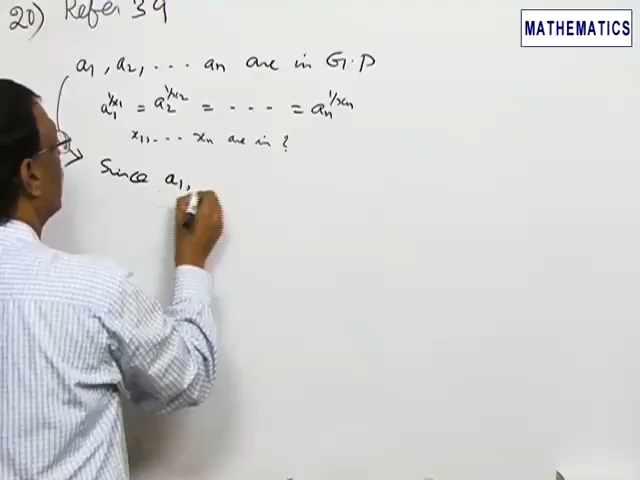 20) Refer 39
MATHEMATICS
a₁, a₂, ... aₙ are in G.P
a₁^(1/x₁) = a₂^(1/x₂) = - - - - = aₙ^(1/xₙ)
x₁, ... xₙ are in ?
Since a₁,